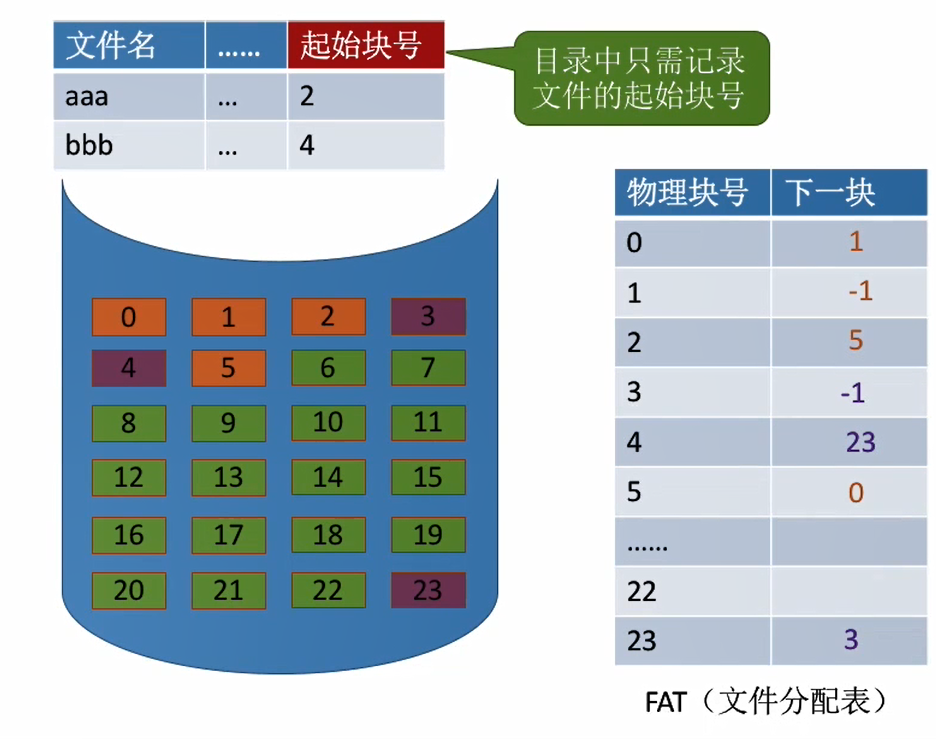 文件名 …… 起始块号
aaa … 2
bbb … 4
目录中只需记录
文件的起始块号
0 1 2 3
4 5 6 7
8 9 10 11
12 13 14 15
16 17 18 19
20 21 22 23
物理块号 下一块
0 1
1 -1
2 5
3 -1
4 23
5 0
……
22
23 3
FAT（文件分配表）